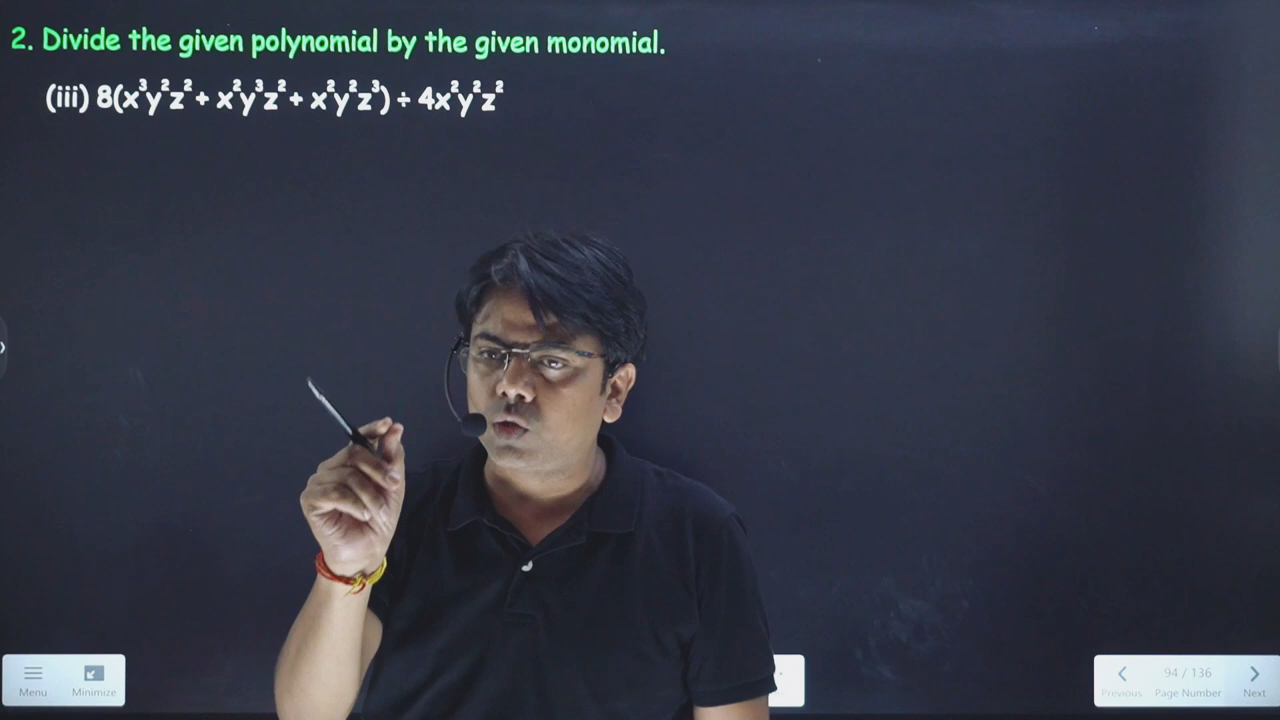 2. Divide the given polynomial by the given monomial.
(iii) 8(x³y²z² + x²y³z² + x²y²z³) ÷ 4x²y²z²
Menu
Minimize
94 / 136
Previous
Page Number
Next